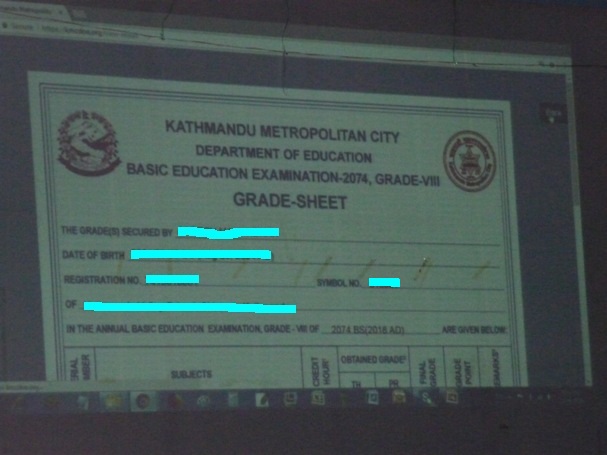 KATHMANDU METROPOLITAN CITY
DEPARTMENT OF EDUCATION
BASIC EDUCATION EXAMINATION-2074, GRADE-VIII
GRADE-SHEET
THE GRADE(S) SECURED BY
DATE OF BIRTH
REGISTRATION NO. SYMBOL NO.
OF
IN THE ANNUAL BASIC EDUCATION EXAMINATION, GRADE - VIII OF 2074 BS(2018 AD) ARE GIVEN BELOW:
SUBJECTS CREDIT HOUR OBTAINED GRADE FINAL GRADE GRADE POINT
TH PR